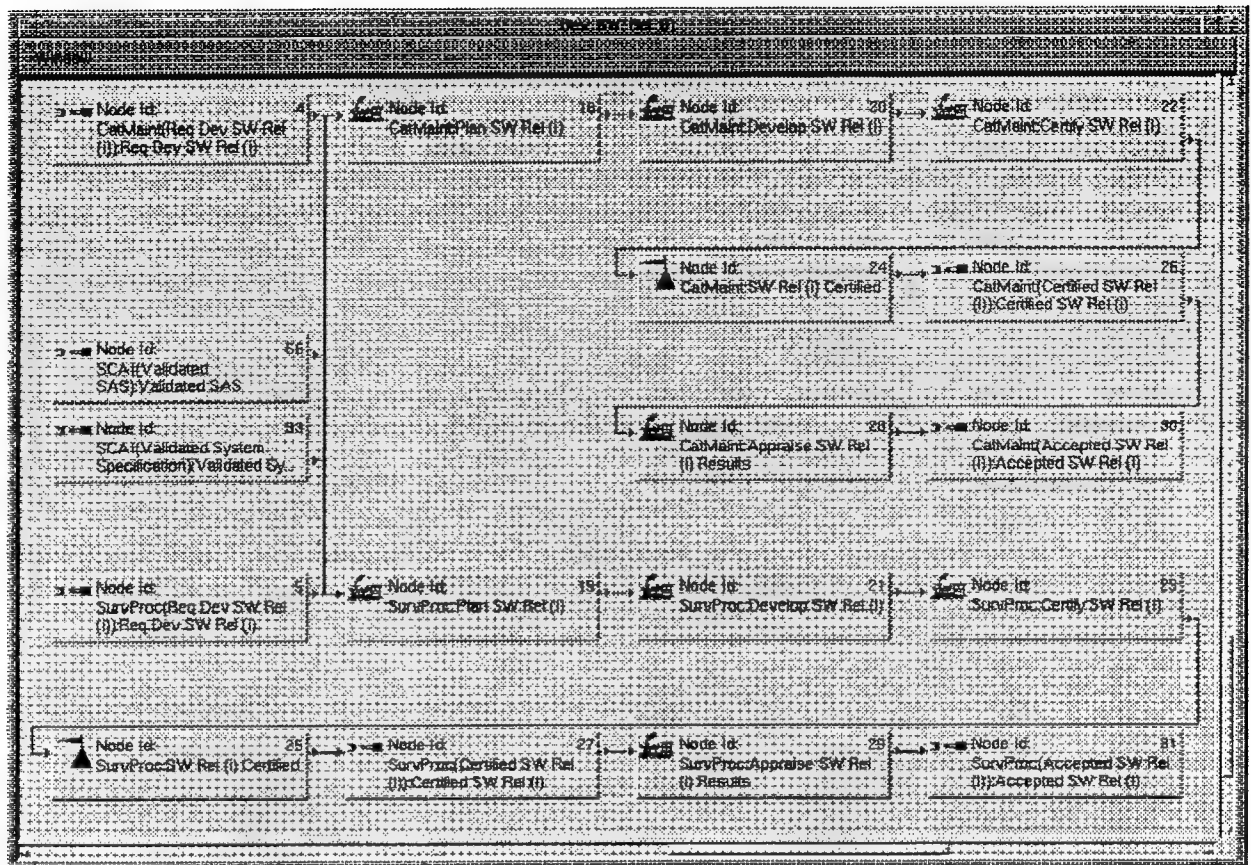 Node Id: 4
CatMaint(Req Dev SW Rel
(i)):Req Dev SW Rel (i)
Node Id:
CatMaint:Plan SW Rel (i)
Node Id: 20
CatMaint:Develop SW Rel (i)
Node Id: 22
CatMaint:Certify SW Rel (i)
Node Id: 24
CatMaint:SW Rel (i) Certified
Node Id: 26
CatMaint(Certified SW Rel
(i)):Certified SW Rel (i)
Node Id:
SCAI(Validated
SAS):Validated SAS
Node Id:
SCAI(Validated System
Specification):Validated Sy...
Node Id: 28
CatMaint:Appraise SW Rel
(i) Results
Node Id: 30
CatMaint(Accepted SW Rel
(i)):Accepted SW Rel (i)
Node Id: 5
SurvProc(Req Dev SW Rel
(i)):Req Dev SW Rel (i)
Node Id:
SurvProc:Plan SW Rel (i)
Node Id: 21
SurvProc:Develop SW Rel (i)
Node Id:
SurvProc:Certify SW Rel (i)
Node Id: 25
SurvProc:SW Rel (i) Certified
Node Id: 27
SurvProc(Certified SW Rel
(i)):Certified SW Rel (i)
Node Id: 29
SurvProc:Appraise SW Rel
(i) Results
Node Id: 31
SurvProc(Accepted SW Rel
(i)):Accepted SW Rel (i)